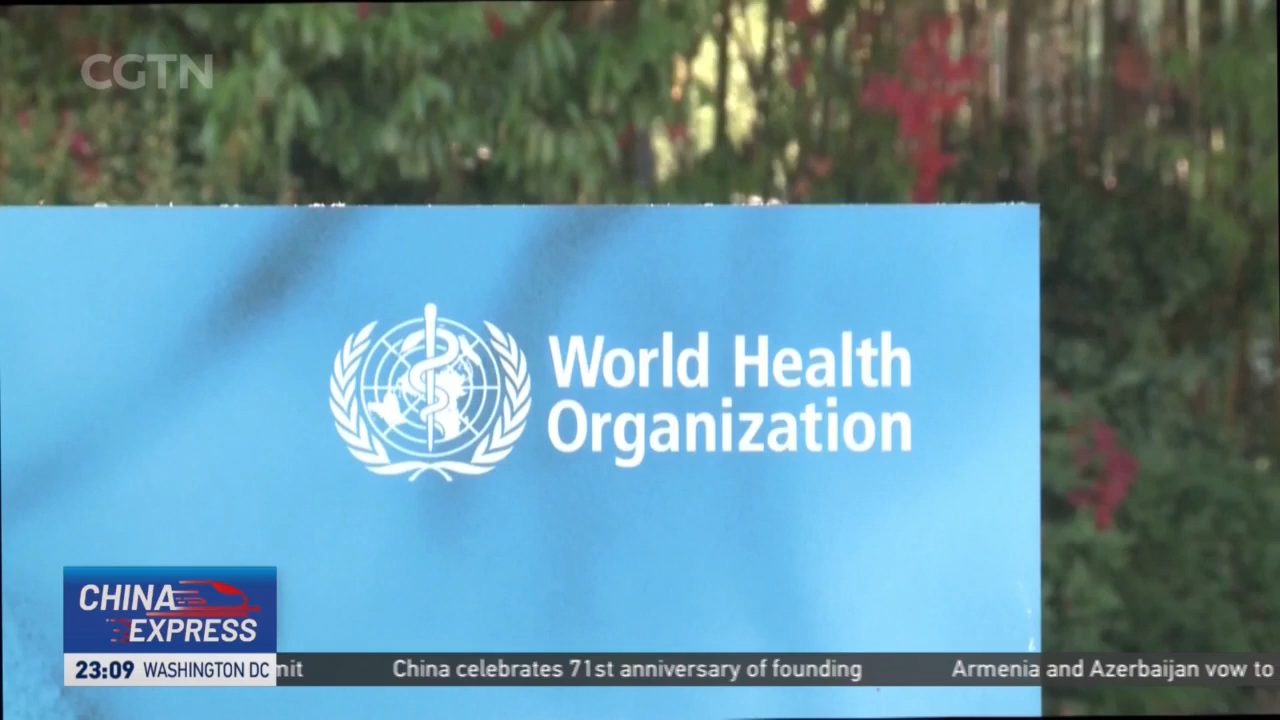 CGTN
World Health
Organization
CHINA
EXPRESS
23:09 WASHINGTON DC
mit China celebrates 71st anniversary of founding Armenia and Azerbaijan vow to